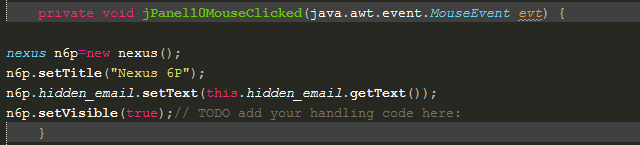 private void jPanel10MouseClicked(java.awt.event.MouseEvent evt) {
nexus n6p=new nexus();
n6p.setTitle("Nexus 6P");
n6p.hidden_email.setText(this.hidden_email.getText());
n6p.setVisible(true);// TODO add your handling code here:
}